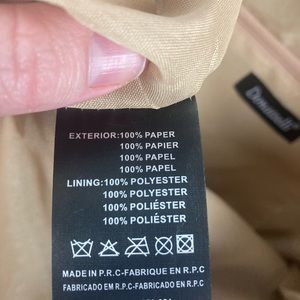 EXTERIOR:100% PAPER
100% PAPIER
100% PAPEL
100% PAPEL
LINING:100% POLYESTER
100% POLYESTER
100% POLIÉSTER
100% POLIÉSTER
MADE IN P.R.C-FABRIQUE EN R.P.C
FABRICADO EM R.P.C-FABRICADO EN R.P.C